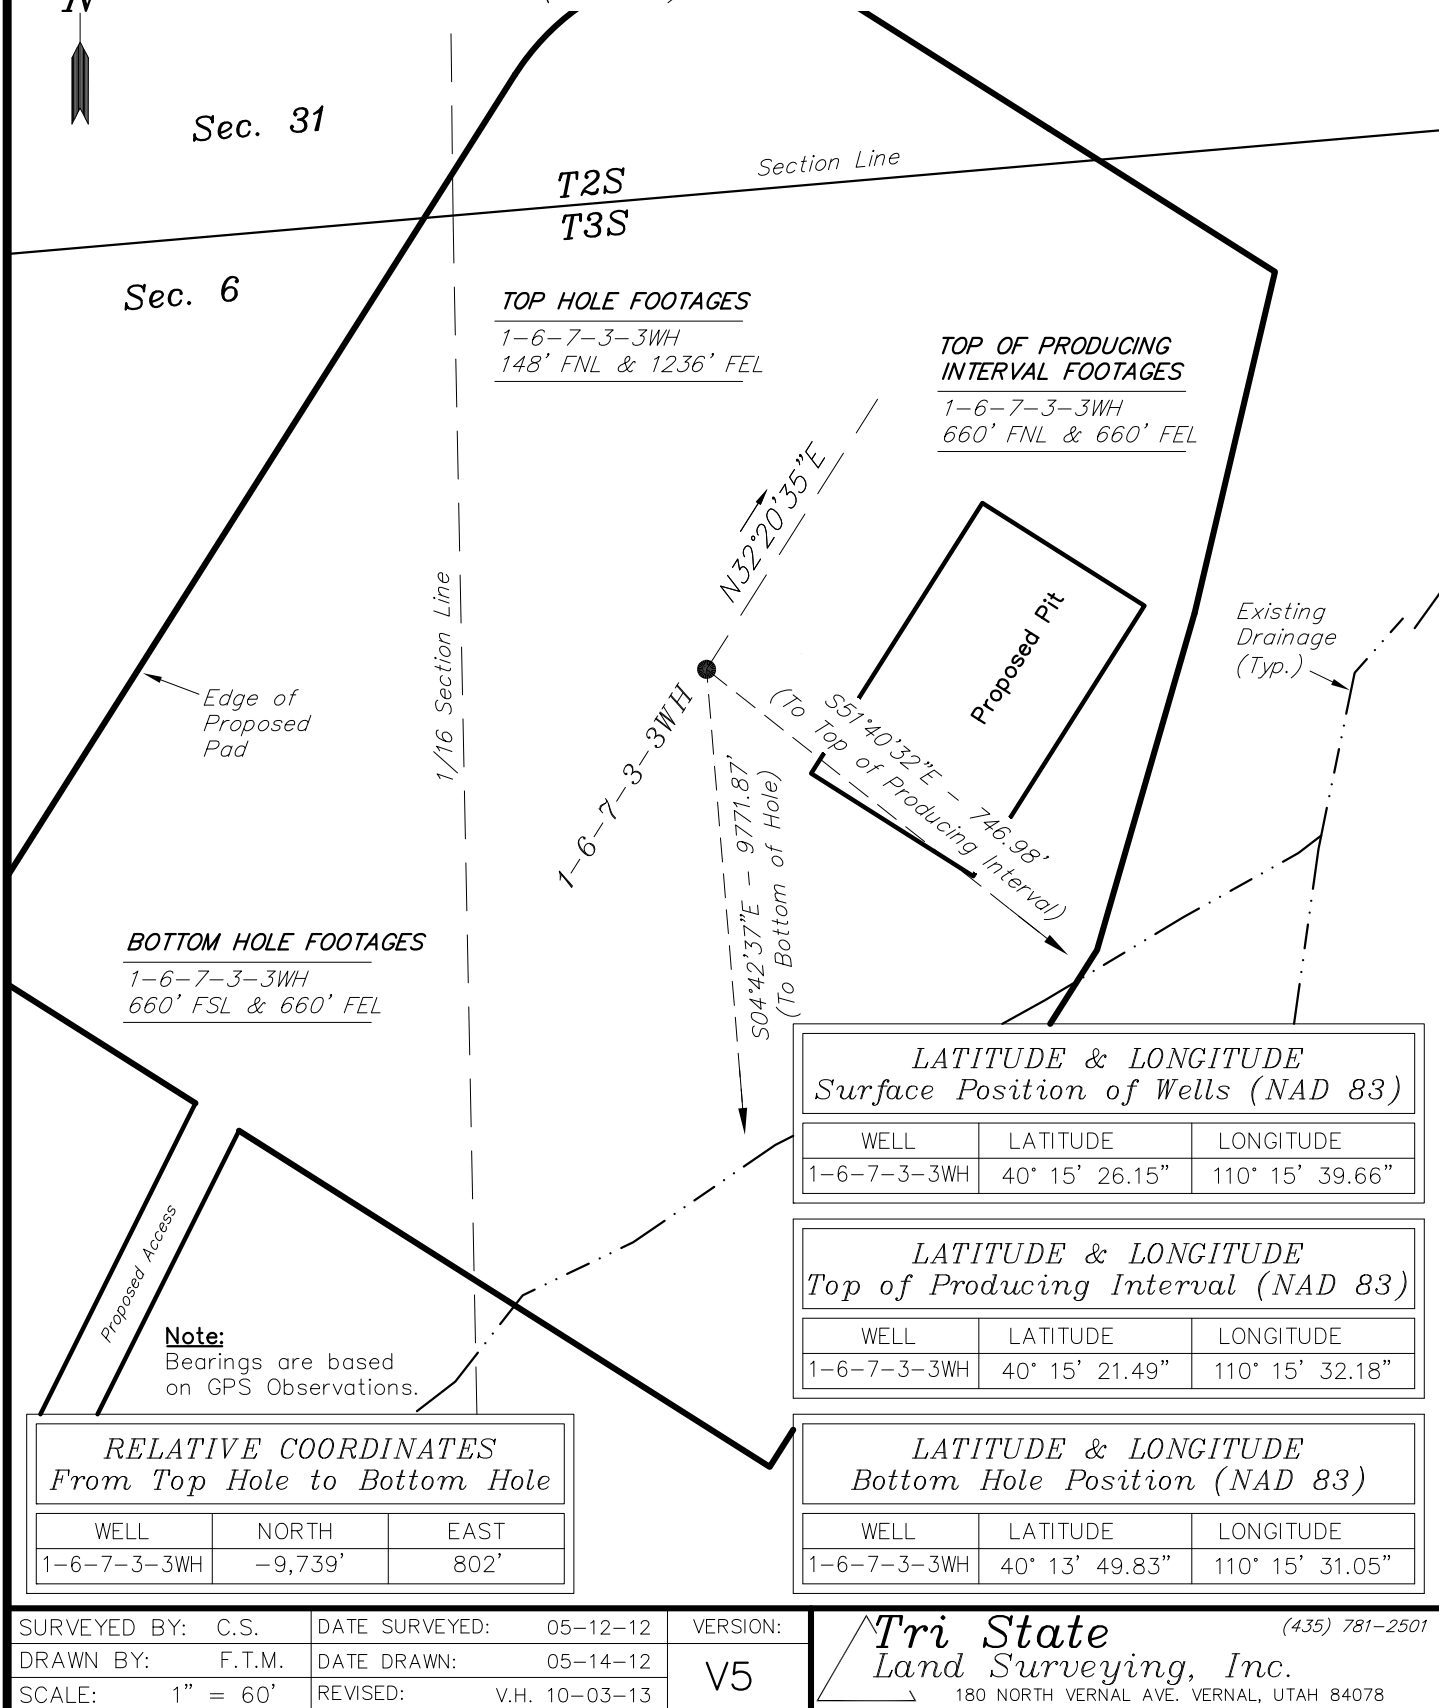 N
Sec. 31
Section Line
T2S
T3S
Sec. 6
TOP HOLE FOOTAGES
1-6-7-3-3WH
148' FNL & 1236' FEL
TOP OF PRODUCING
INTERVAL FOOTAGES
1-6-7-3-3WH
660' FNL & 660' FEL
N32°20'35"E
Proposed Pit
Existing
Drainage
(Typ.)
1/16 Section Line
Edge of
Proposed
Pad
1-6-7-3-3WH
S51°40'32"E - 746.98'
(To Top of Producing Interval)
S04°42'37"E - 9771.87'
(To Bottom of Hole)
BOTTOM HOLE FOOTAGES
1-6-7-3-3WH
660' FSL & 660' FEL
Proposed Access
Note:
Bearings are based
on GPS Observations.
LATITUDE & LONGITUDE
Surface Position of Wells (NAD 83)
WELL LATITUDE LONGITUDE
1-6-7-3-3WH 40° 15' 26.15" 110° 15' 39.66"
LATITUDE & LONGITUDE
Top of Producing Interval (NAD 83)
WELL LATITUDE LONGITUDE
1-6-7-3-3WH 40° 15' 21.49" 110° 15' 32.18"
RELATIVE COORDINATES
From Top Hole to Bottom Hole
WELL NORTH EAST
1-6-7-3-3WH -9,739' 802'
LATITUDE & LONGITUDE
Bottom Hole Position (NAD 83)
WELL LATITUDE LONGITUDE
1-6-7-3-3WH 40° 13' 49.83" 110° 15' 31.05"
SURVEYED BY: C.S. DATE SURVEYED: 05-12-12 VERSION:
DRAWN BY: F.T.M. DATE DRAWN: 05-14-12 V5
SCALE: 1" = 60' REVISED: V.H. 10-03-13
Tri State (435) 781-2501
Land Surveying, Inc.
180 NORTH VERNAL AVE. VERNAL, UTAH 84078